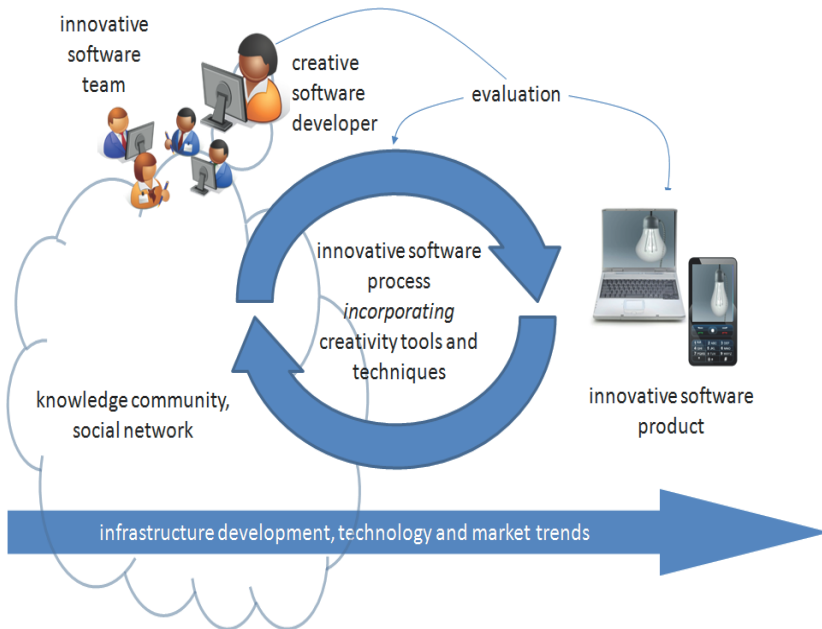 innovative
software
team
creative
software
developer
evaluation
innovative software
process
incorporating
creativity tools and
techniques
knowledge community,
social network
innovative software
product
infrastructure development, technology and market trends